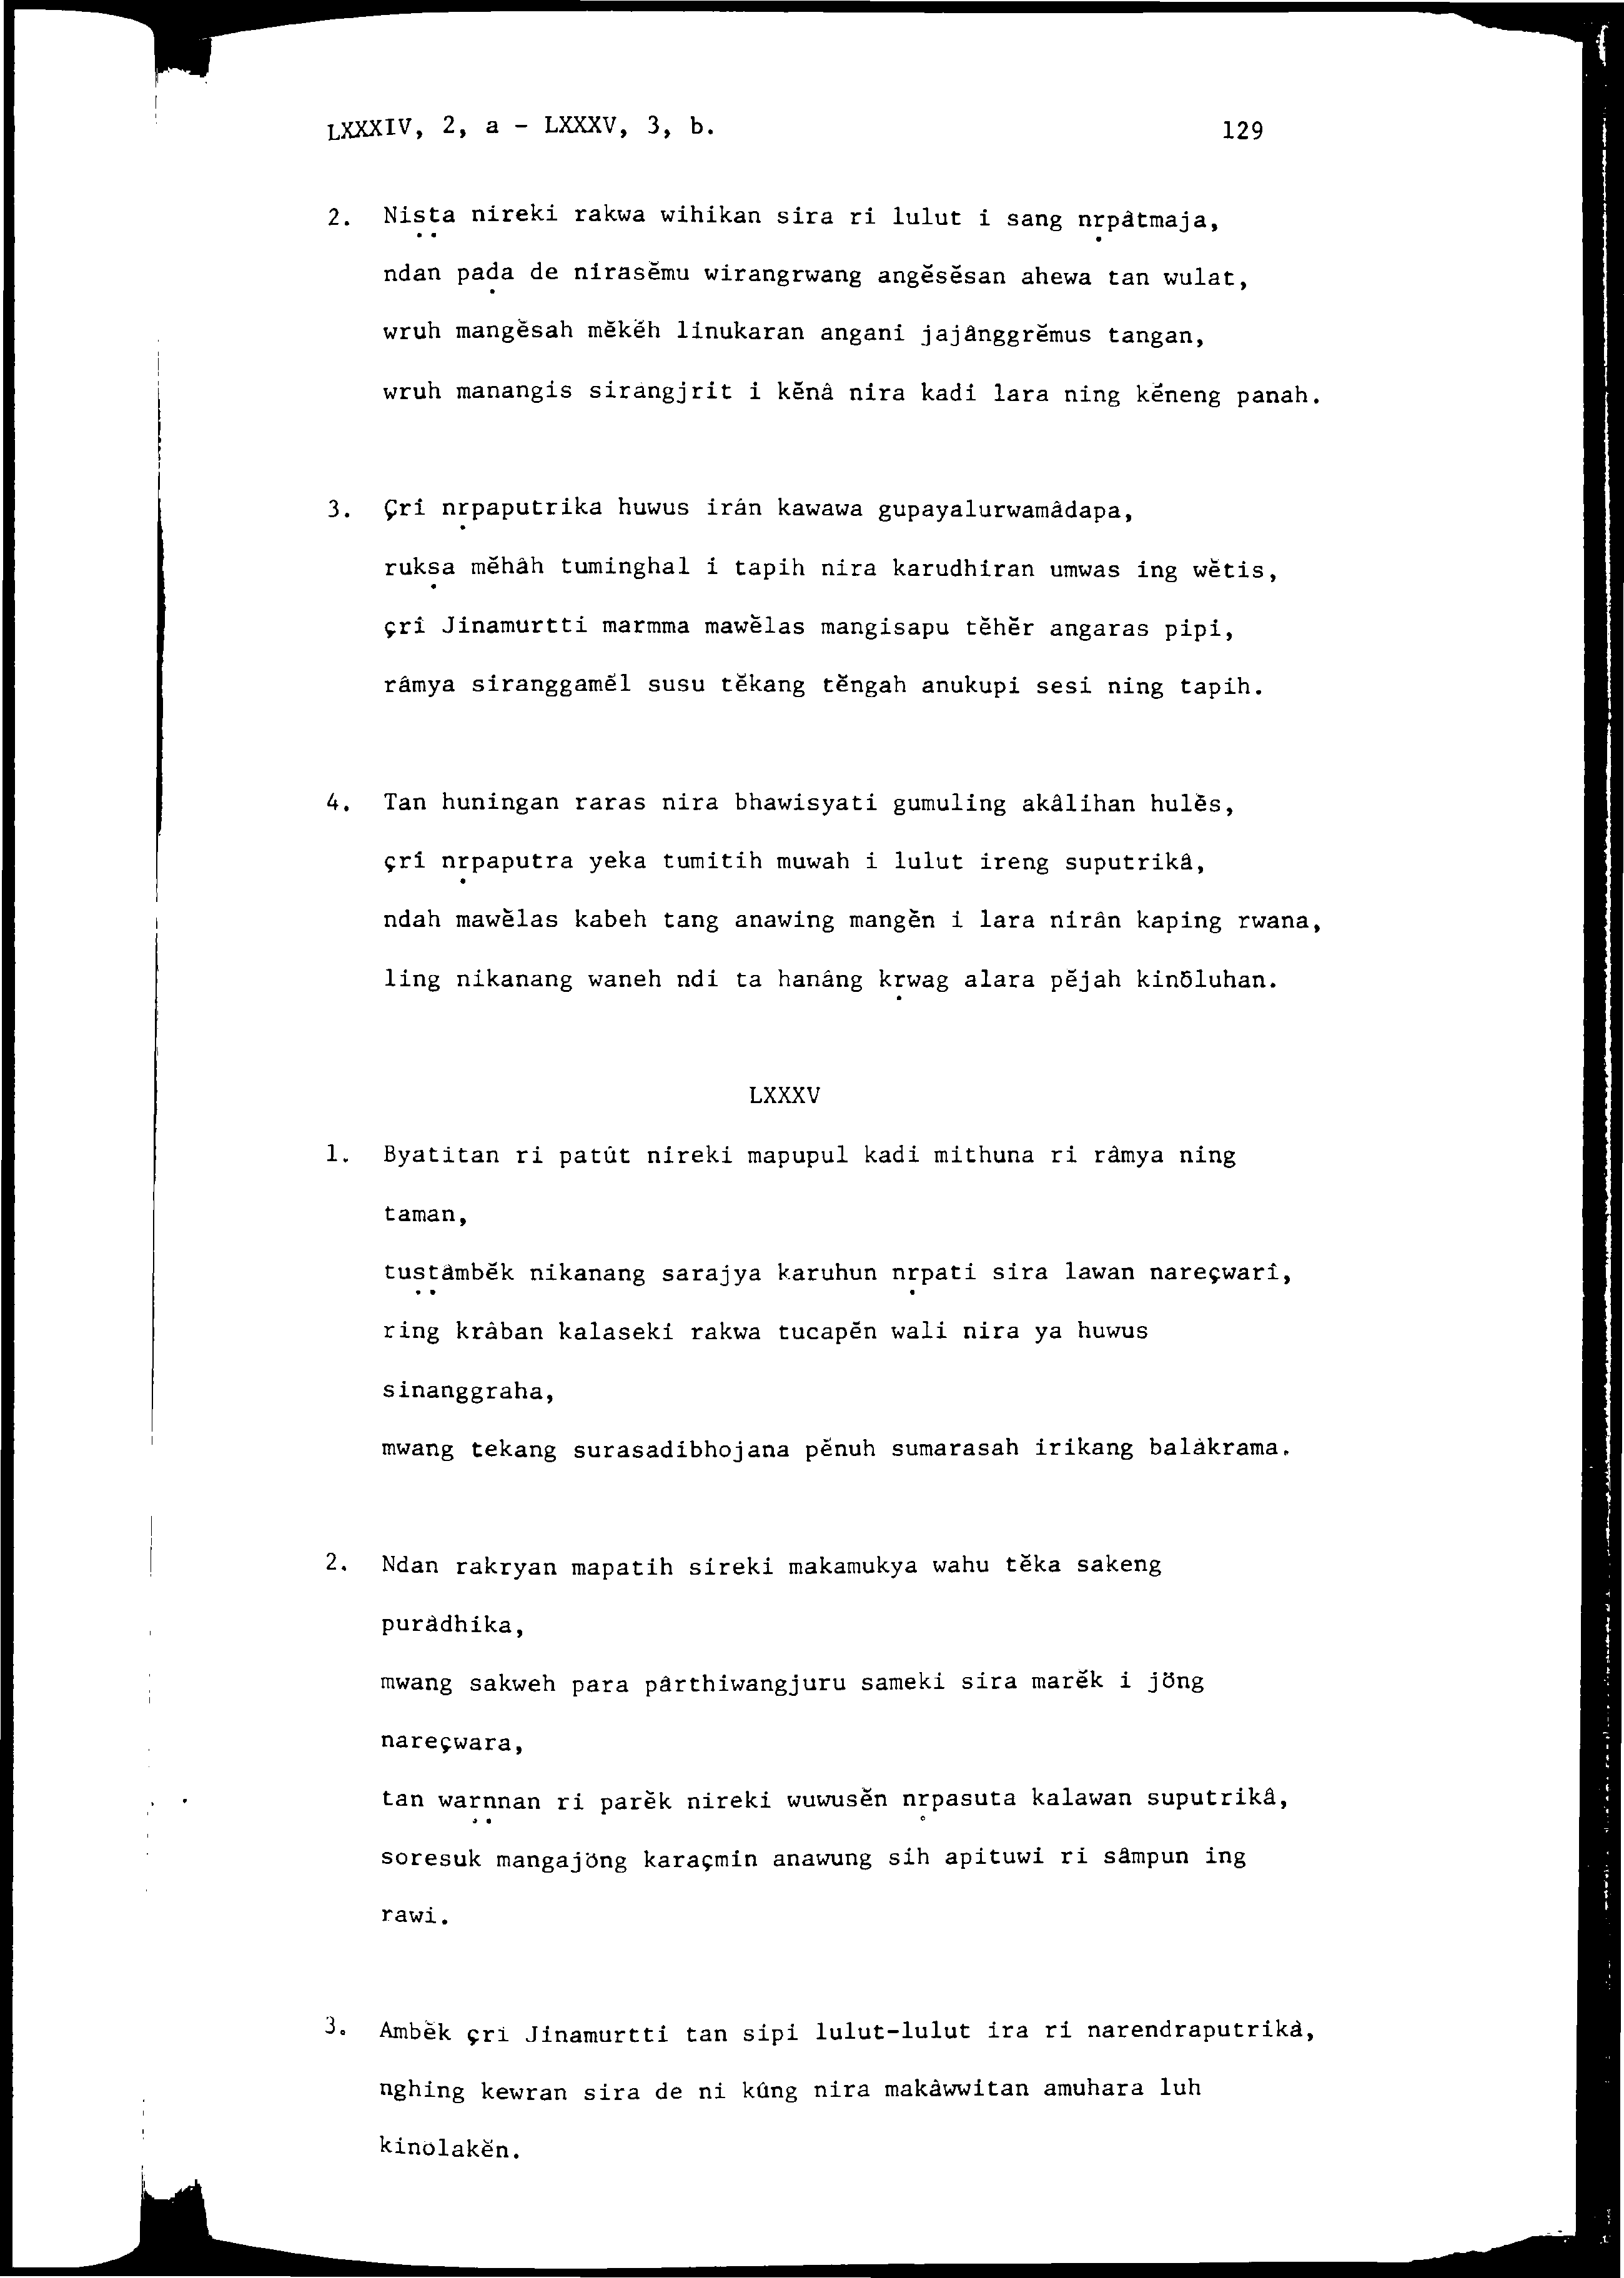 LXXXIV, 2, a - LXXXV, 3, b. 129
2. Niṣṭa nireki rakwa wihikan sira ri lulut i sang nṛpâtmaja,
ndan paḍa de nirasĕmu wirangrwang angĕsĕsan ahewa tan wulat,
wruh mangĕsah mĕkĕh linukaran angani jajânggrĕmus tangan,
wruh manangis sirangjrit i kĕnâ nira kadi lara ning kĕneng panah.
3. Çrî nṛpaputrika huwus irán kawawa gupayalurwamâdapa,
rukṣa mĕhâh tuminghal i tapih nira karudhiran umwas ing wĕtis,
çrî Jinamurtti marmma mawĕlas mangisapu tĕhĕr angaras pipi,
râmya siranggamĕl susu tĕkang tĕngah anukupi sesi ning tapih.
4. Tan huningan raras nira bhawisyati gumuling akâlihan hulĕs,
çrî nṛpaputra yeka tumitih muwah i lulut ireng suputrikâ,
ndah mawĕlas kabeh tang anawing mangĕn i lara nirân kaping rwana,
ling nikanang waneh ndi ta hanâng kṛwag alara pĕjah kinöluhan.
LXXXV
1. Byatitan ri patút nireki mapupul kadi mithuna ri râmya ning
taman,
tuṣṭâmbĕk nikanang sarajya karuhun nṛpati sira lawan nareçwarî,
ring krâban kalaseki rakwa tucapĕn wali nira ya huwus
sinanggraha,
mwang tekang surasadibhojana pĕnuh sumarasah irikang balâkrama.
2. Ndan rakryan mapatih sireki makamukya wahu tĕka sakeng
purâdhika,
mwang sakweh para pârthiwangjuru sameki sira marĕk i jöng
nareçwara,
tan warṇṇan ri parĕk nireki wuwusĕn nṛpasuta kalawan suputrikâ,
soresuk mangajöng karaçmin anawung sih apituwi ri sâmpun ing
rawi.
3. Ambĕk çri Jinamurtti tan sipi lulut-lulut ira ri narendraputrikâ,
nghing kewran sira de ni kûng nira makâwwitan amuhara luh
kinolakĕn.